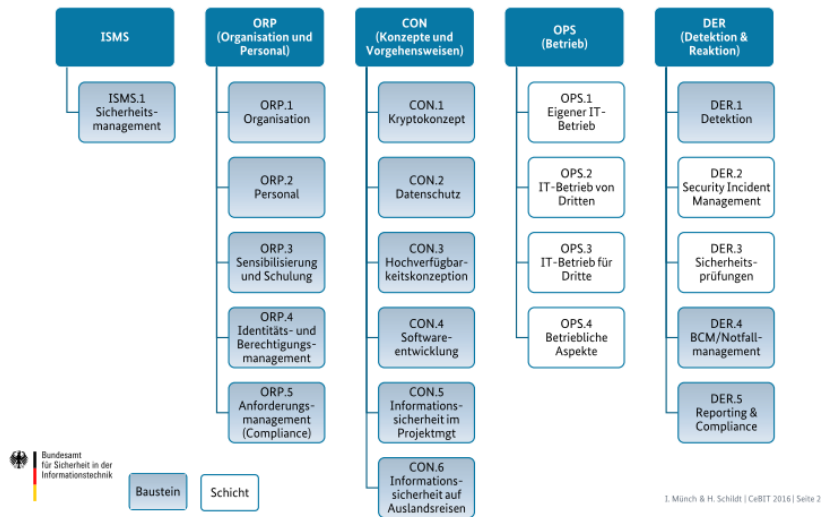 ISMS
ISMS.1
Sicherheits-
management
ORP
(Organisation und
Personal)
ORP.1
Organisation
ORP.2
Personal
ORP.3
Sensibilisierung
und Schulung
ORP.4
Identitäts- und
Berechtigungs-
management
ORP.5
Anforderungs-
management
(Compliance)
CON
(Konzepte und
Vorgehensweisen)
CON.1
Kryptokonzept
CON.2
Datenschutz
CON.3
Hochverfügbar-
keitskonzeption
CON.4
Software-
entwicklung
CON.5
Informations-
sicherheit im
Projektmgt
CON.6
Informations-
sicherheit auf
Auslandsreisen
OPS
(Betrieb)
OPS.1
Eigener IT-
Betrieb
OPS.2
IT-Betrieb von
Dritten
OPS.3
IT-Betrieb für
Dritte
OPS.4
Betriebliche
Aspekte
DER
(Detektion &
Reaktion)
DER.1
Detektion
DER.2
Security Incident
Management
DER.3
Sicherheits-
prüfungen
DER.4
BCM/Notfall-
management
DER.5
Reporting &
Compliance
Bundesamt
für Sicherheit in der
Informationstechnik
Baustein
Schicht
I. Münch & H. Schildt | CeBIT 2016 | Seite 2